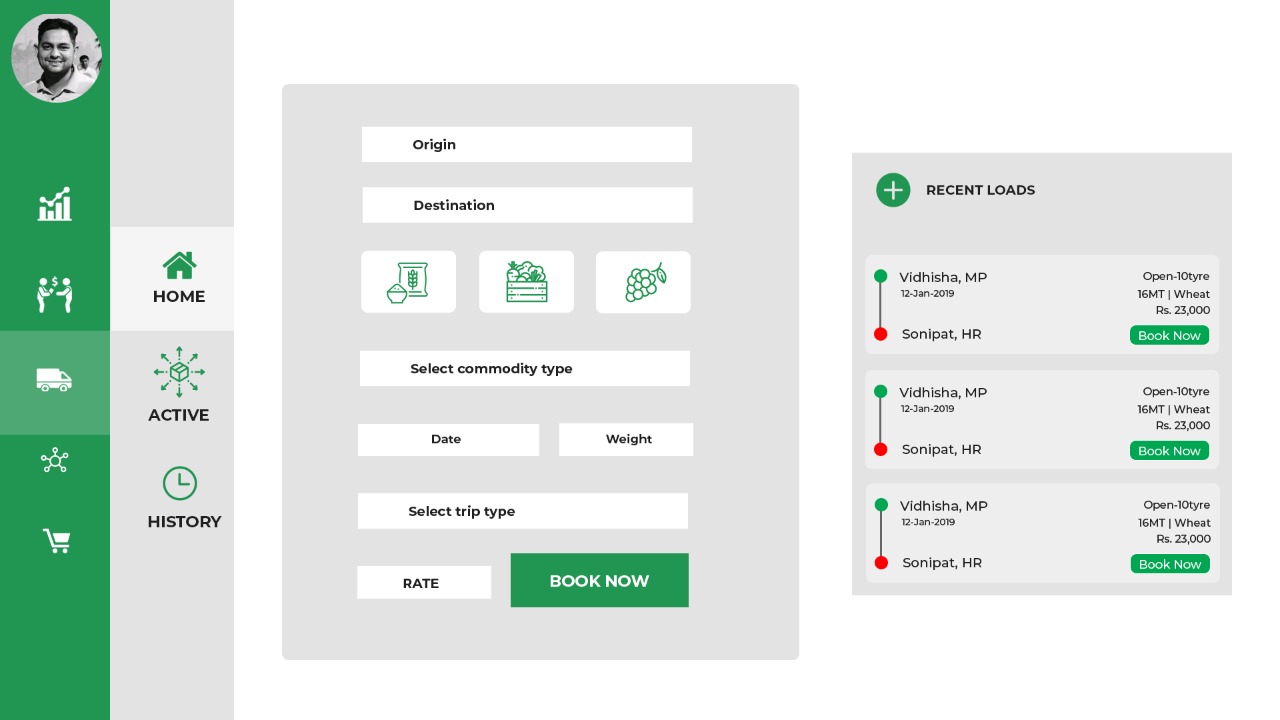 HOME
ACTIVE
HISTORY
Origin
Destination
Select commodity type
Date
Weight
Select trip type
RATE
BOOK NOW
RECENT LOADS
Vidhisha, MP
12-Jan-2019
Sonipat, HR
Open-10tyre
16MT | Wheat
Rs. 23,000
Book Now
Vidhisha, MP
12-Jan-2019
Sonipat, HR
Open-10tyre
16MT | Wheat
Rs. 23,000
Book Now
Vidhisha, MP
12-Jan-2019
Sonipat, HR
Open-10tyre
16MT | Wheat
Rs. 23,000
Book Now